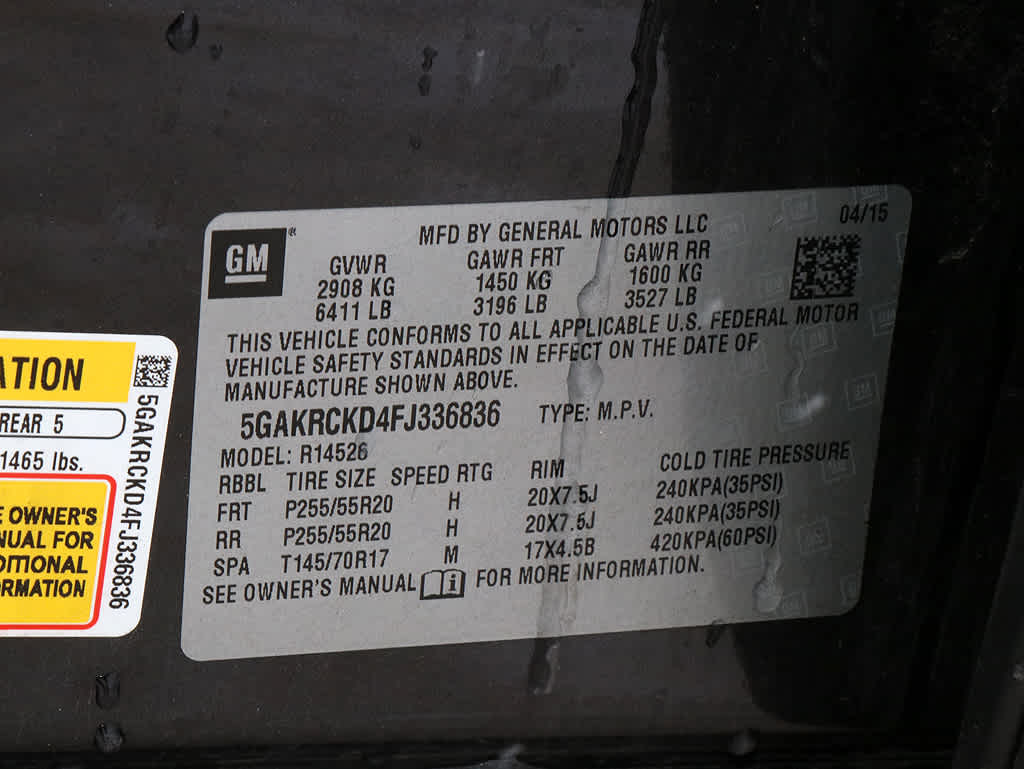 ATION
REAR 5
1465 lbs.
E OWNER'S
NUAL FOR
DITIONAL
RMATION
5GAKRCKD4FJ336836
GM®
MFD BY GENERAL MOTORS LLC
04/15
GVWR GAWR FRT GAWR RR
2908 KG 1450 KG 1600 KG
6411 LB 3196 LB 3527 LB
THIS VEHICLE CONFORMS TO ALL APPLICABLE U.S. FEDERAL MOTOR
VEHICLE SAFETY STANDARDS IN EFFECT ON THE DATE OF
MANUFACTURE SHOWN ABOVE.
5GAKRCKD4FJ336836 TYPE: M.P.V.
MODEL: R14526
RBBL TIRE SIZE SPEED RTG RIM COLD TIRE PRESSURE
FRT P255/55R20 H 20X7.5J 240KPA(35PSI)
RR P255/55R20 H 20X7.5J 240KPA(35PSI)
SPA T145/70R17 M 17X4.5B 420KPA(60PSI)
SEE OWNER'S MANUAL i FOR MORE INFORMATION.